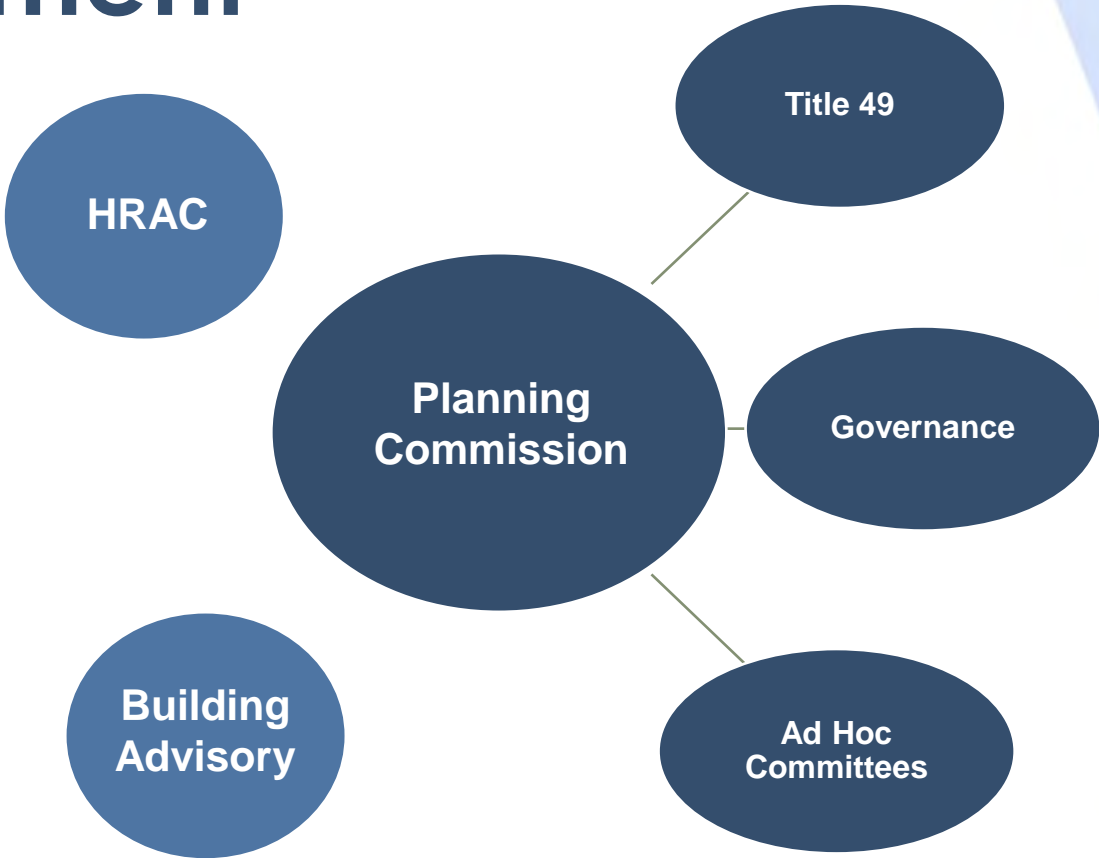 Title 49
HRAC
Planning
Commission
Governance
Building
Advisory
Ad Hoc
Committees